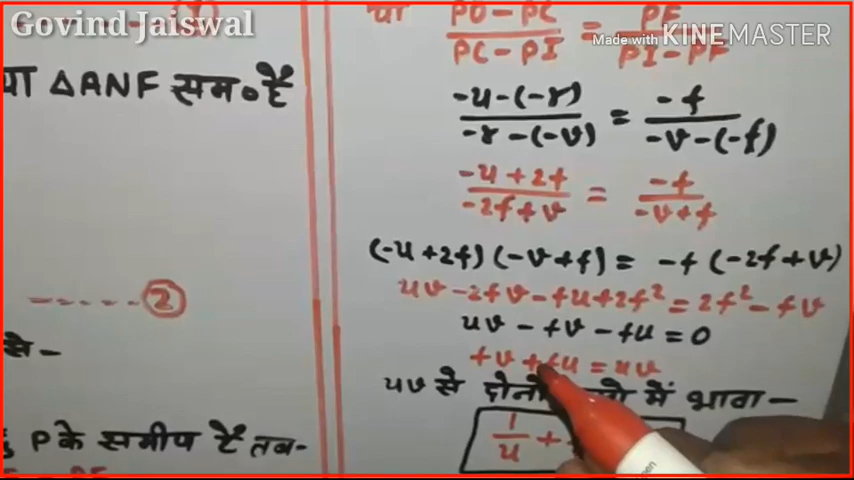 Govind Jaiswal
Made with KINEMASTER
या △ANF सम० हैं
----- ②
से -
P के समीप हैं तब -
या PO - PC / PC - PI = PF / PI - PF
-u - (-r) / -r - (-v) = -f / -v - (-f)
-u + 2f / -2f + v = -f / -v + f
(-u + 2f) (-v + f) = -f (-2f + v)
uv - 2fv - fu + 2f² = 2f² - fv
uv - fv - fu = 0
fv + fu = uv
uv से में भाग -
1/u +